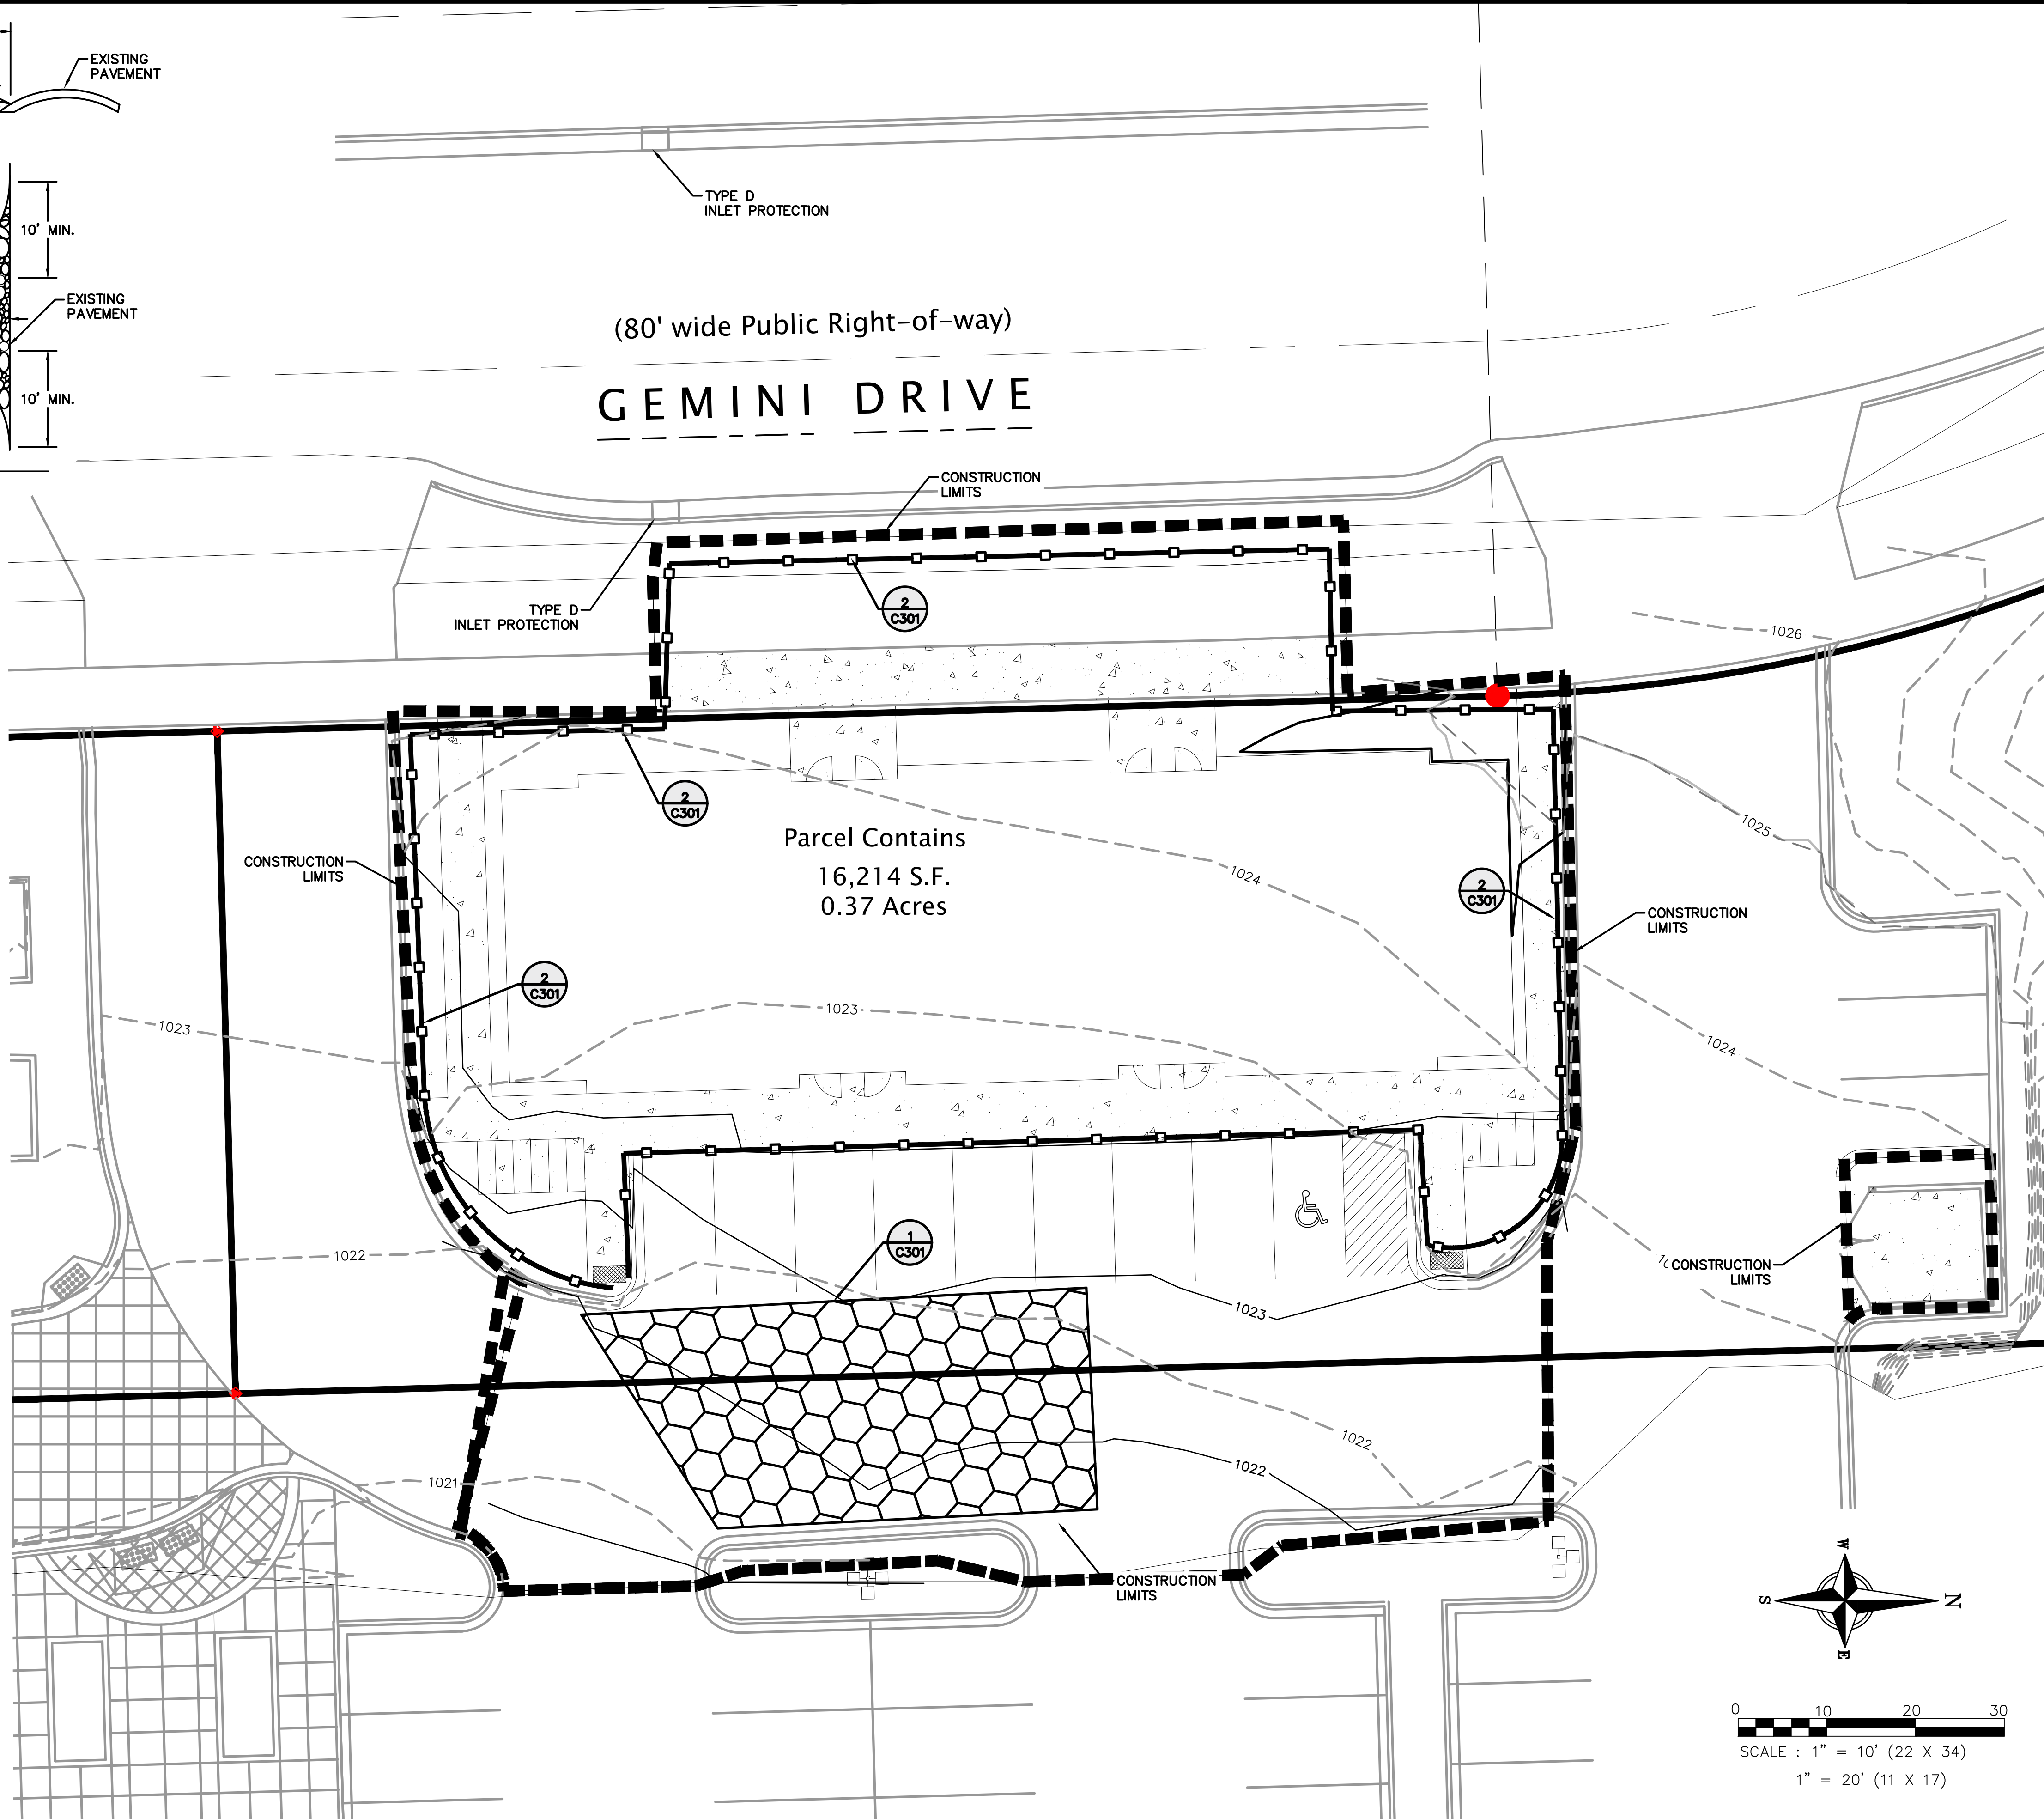 EXISTING
PAVEMENT
10' MIN.
EXISTING
PAVEMENT
10' MIN.
TYPE D
INLET PROTECTION
(80' wide Public Right-of-way)
GEMINI DRIVE
CONSTRUCTION
LIMITS
TYPE D
INLET PROTECTION
2
C301
1026
2
C301
Parcel Contains
16,214 S.F.
0.37 Acres
1025
CONSTRUCTION
LIMITS
1024
2
C301
CONSTRUCTION
LIMITS
2
C301
1023
1023
1024
1
C301
1022
CONSTRUCTION
LIMITS
1023
1022
1022
1021
CONSTRUCTION
LIMITS
W
S
N
E
0 10 20 30
SCALE : 1" = 10' (22 X 34)
1" = 20' (11 X 17)